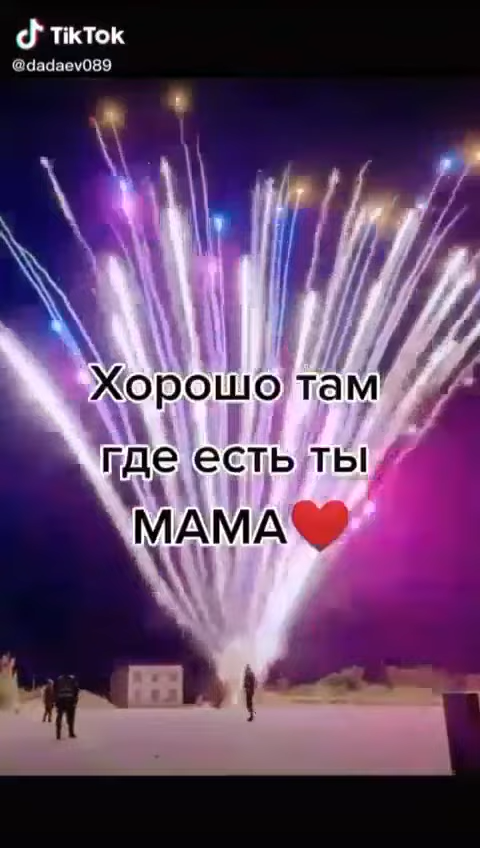 TikTok
@dadaev089
Хорошо там
где есть ты
МАМА❤️